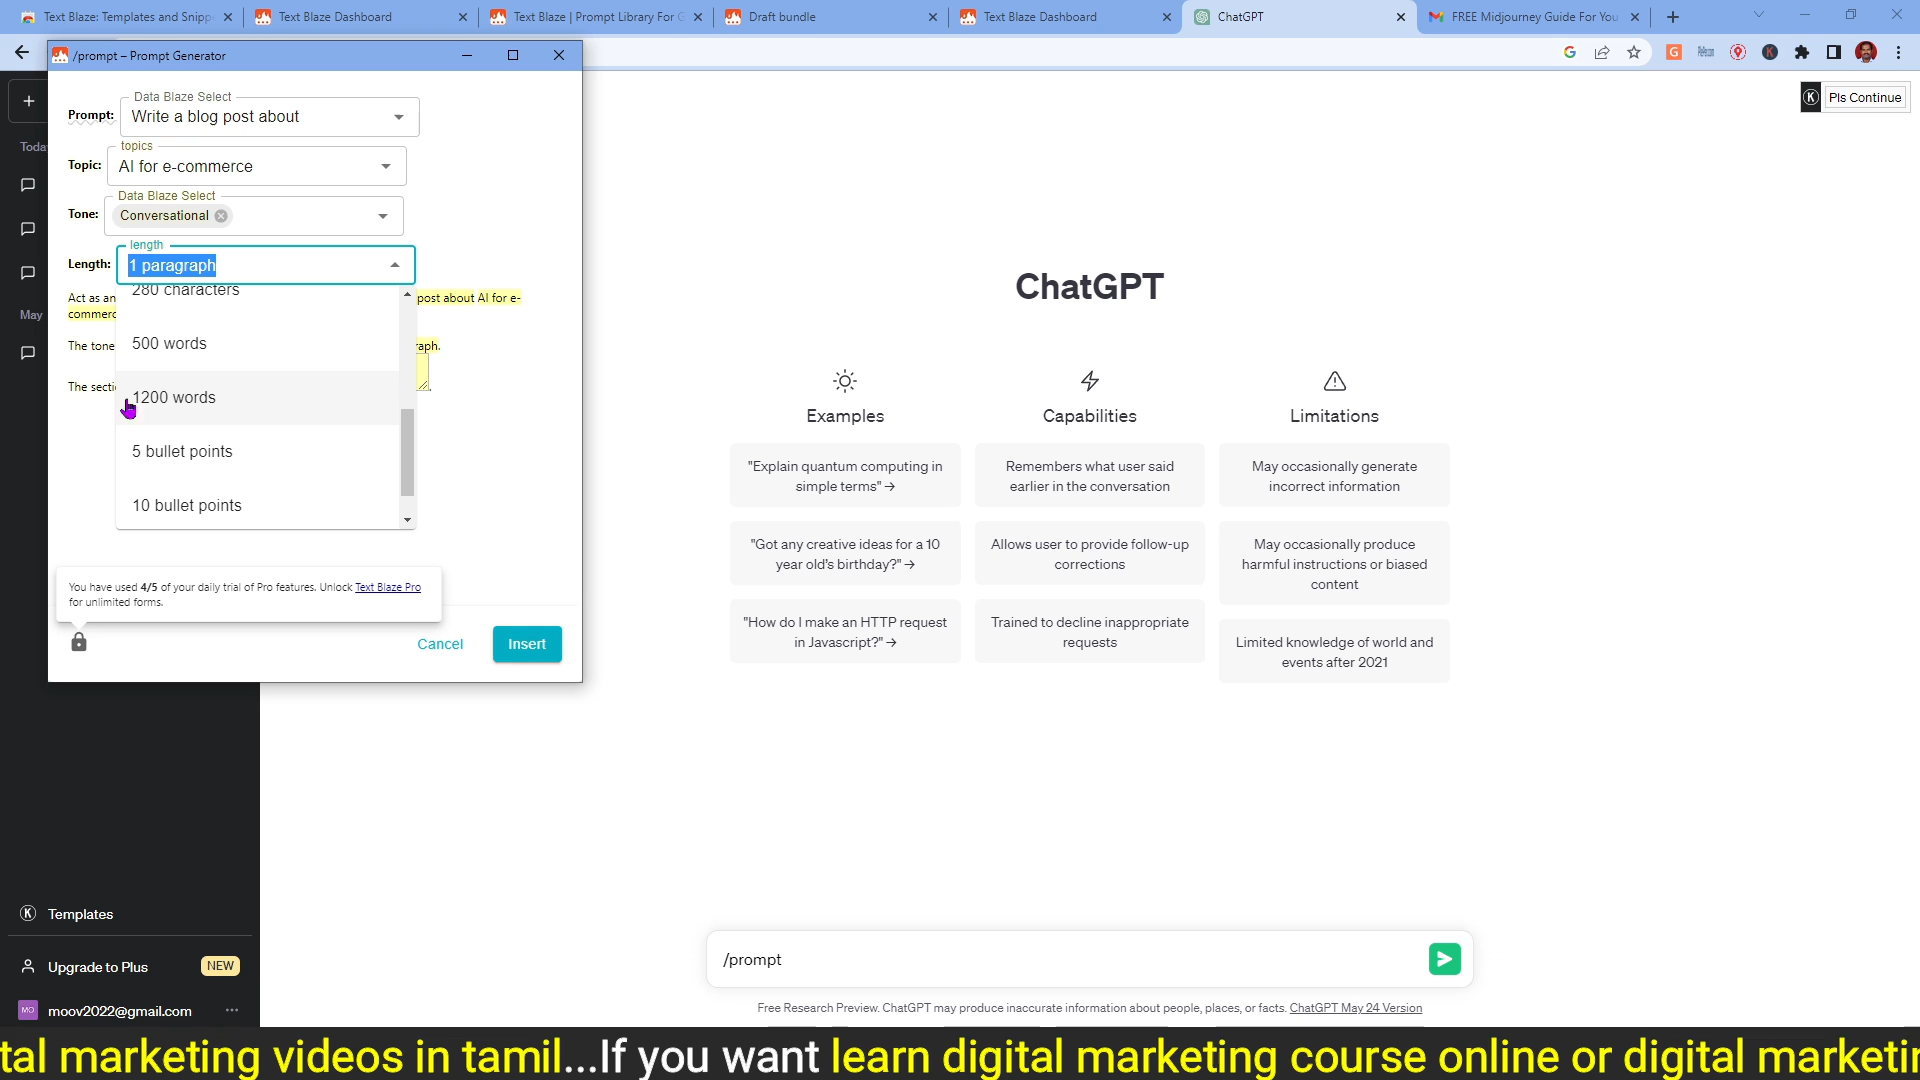 Text Blaze: Templates and Snipp
Text Blaze Dashboard
Text Blaze | Prompt Library For G
Draft bundle
Text Blaze Dashboard
ChatGPT
FREE Midjourney Guide For You
/prompt – Prompt Generator
Pls Continue
Data Blaze Select
Prompt: Write a blog post about
topics
Topic: AI for e-commerce
Data Blaze Select
Tone: Conversational
length
Length: 1 paragraph
280 characters
500 words
1200 words
5 bullet points
10 bullet points
Act as an
post about AI for e-
commerc
The tone
raph.
The secti
You have used 4/5 of your daily trial of Pro features. Unlock Text Blaze Pro
for unlimited forms.
Cancel
Insert
Toda
May
Templates
Upgrade to Plus NEW
MO moov2022@gmail.com
ChatGPT
Examples
"Explain quantum computing in
simple terms" →
"Got any creative ideas for a 10
year old's birthday?" →
"How do I make an HTTP request
in Javascript?" →
Capabilities
Remembers what user said
earlier in the conversation
Allows user to provide follow-up
corrections
Trained to decline inappropriate
requests
Limitations
May occasionally generate
incorrect information
May occasionally produce
harmful instructions or biased
content
Limited knowledge of world and
events after 2021
/prompt
Free Research Preview. ChatGPT may produce inaccurate information about people, places, or facts. ChatGPT May 24 Version
tal marketing videos in tamil...If you want learn digital marketing course online or digital marketin